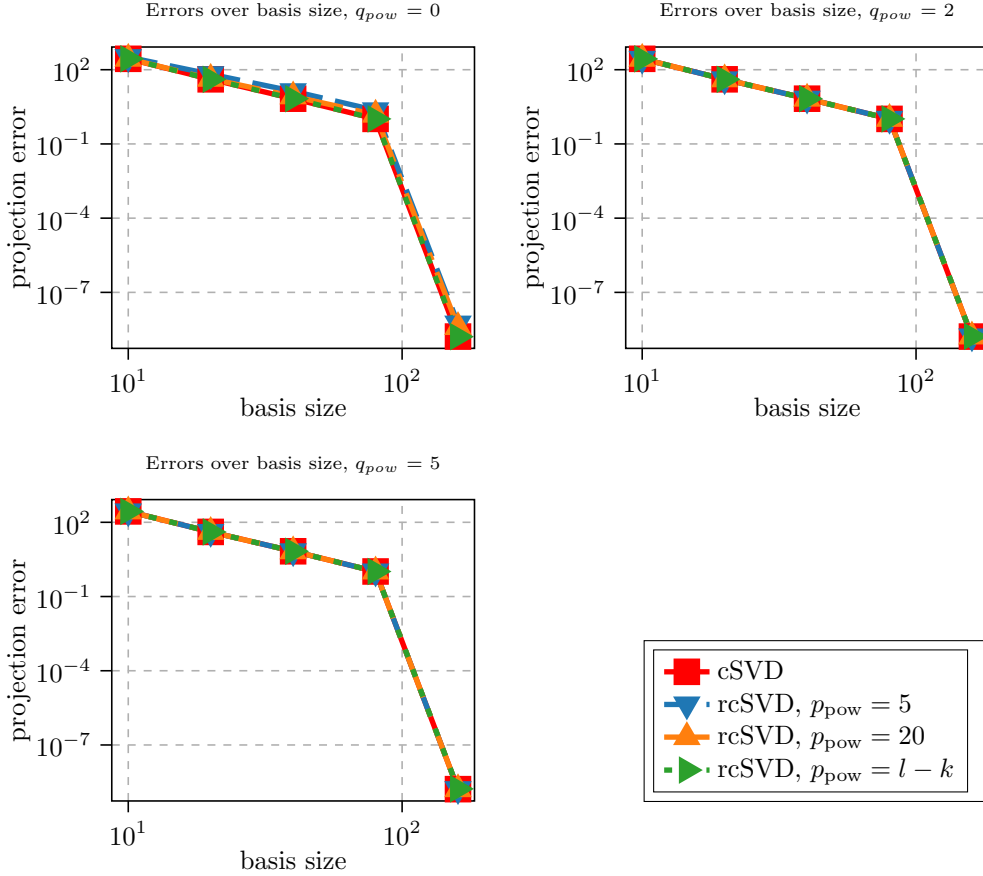 Errors over basis size, $q_{pow} = 0$
projection error
10^2
10^{-1}
10^{-4}
10^{-7}
10^1
10^2
basis size
Errors over basis size, $q_{pow} = 2$
projection error
10^2
10^{-1}
10^{-4}
10^{-7}
10^1
10^2
basis size
Errors over basis size, $q_{pow} = 5$
projection error
10^2
10^{-1}
10^{-4}
10^{-7}
10^1
10^2
basis size
cSVD
rcSVD, $p_{\text{pow}} = 5$
rcSVD, $p_{\text{pow}} = 20$
rcSVD, $p_{\text{pow}} = l - k$